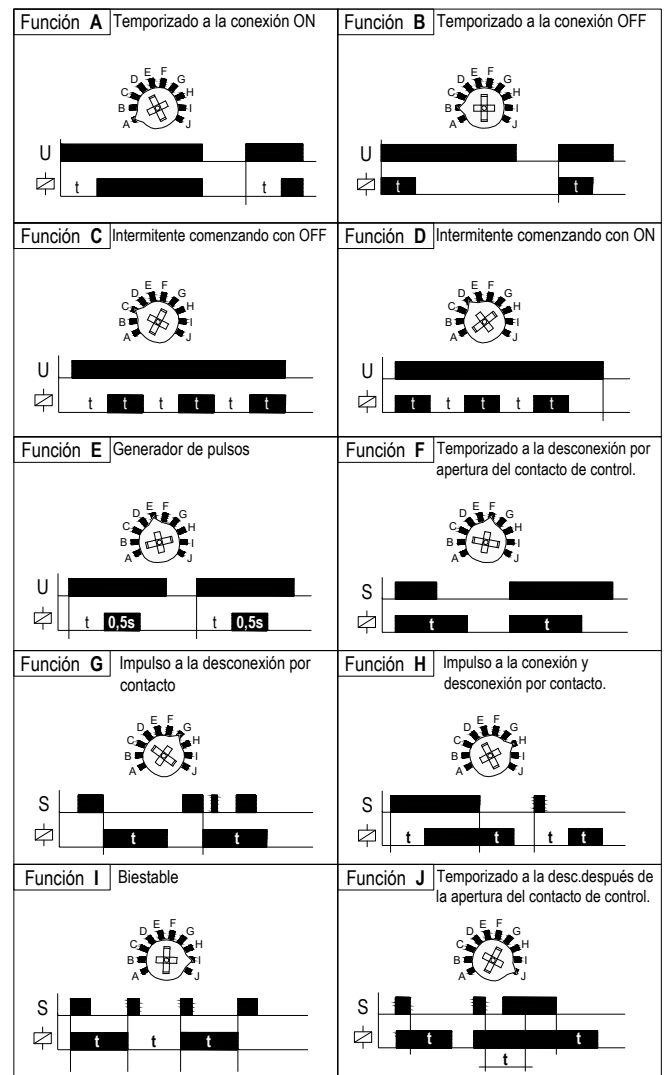 Función A Temporizado a la conexión ON
A B C D E F G H I J
U
t t
Función B Temporizado a la conexión OFF
A B C D E F G H I J
U
t t
Función C Intermitente comenzando con OFF
A B C D E F G H I J
U
t t t t t t
Función D Intermitente comenzando con ON
A B C D E F G H I J
U
t t t t t
Función E Generador de pulsos
A B C D E F G H I J
U
t 0,5s t 0,5s
Función F Temporizado a la desconexión por
apertura del contacto de control.
A B C D E F G H I J
S
t t
Función G Impulso a la desconexión por
contacto
A B C D E F G H I J
S
t t
Función H Impulso a la conexión y
desconexión por contacto.
A B C D E F G H I J
S
t t t t
Función I Biestable
A B C D E F G H I J
S
t t t
Función J Temporizado a la desc.después de
la apertura del contacto de control.
A B C D E F G H I J
S
t t
t